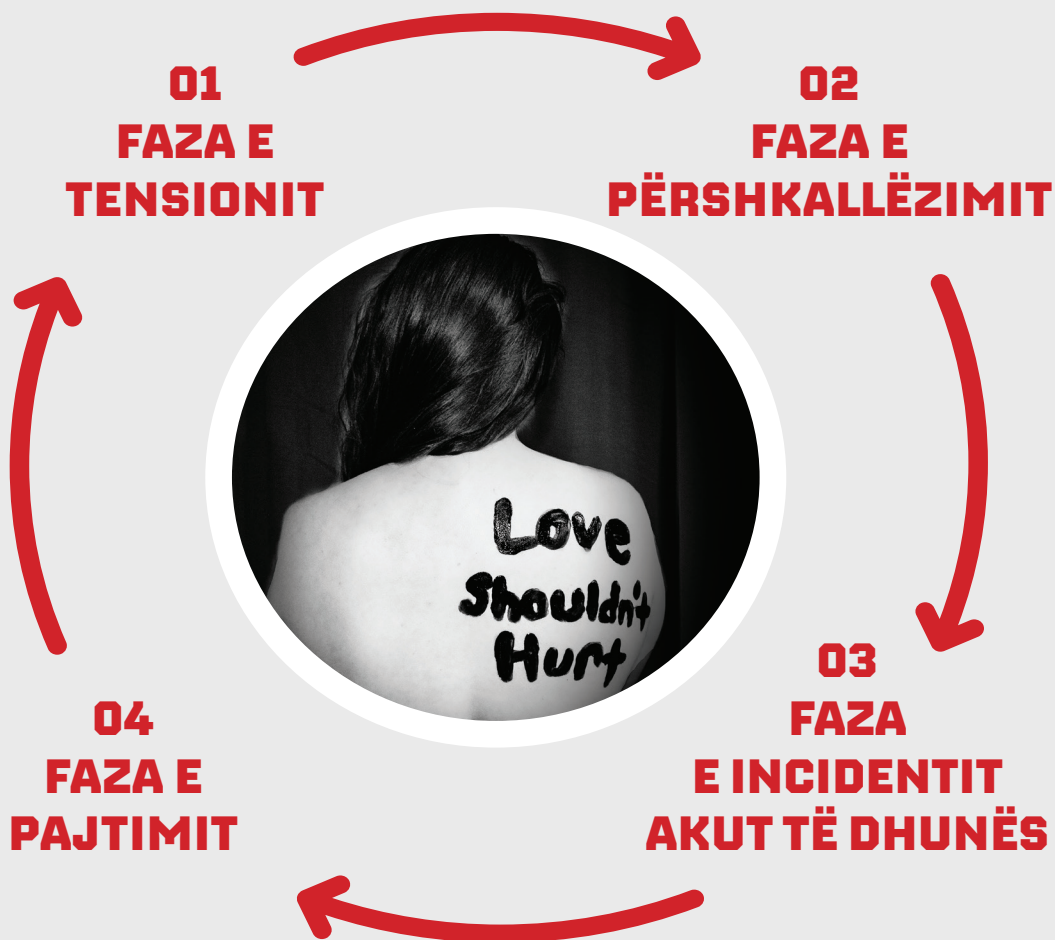 01
FAZA E
TENSIONIT
02
FAZA E
PËRSHKALLËZIMIT
Love
Shouldn't
Hurt
03
FAZA
E INCIDENTIT
AKUT TË DHUNËS
04
FAZA E
PAJTIMIT